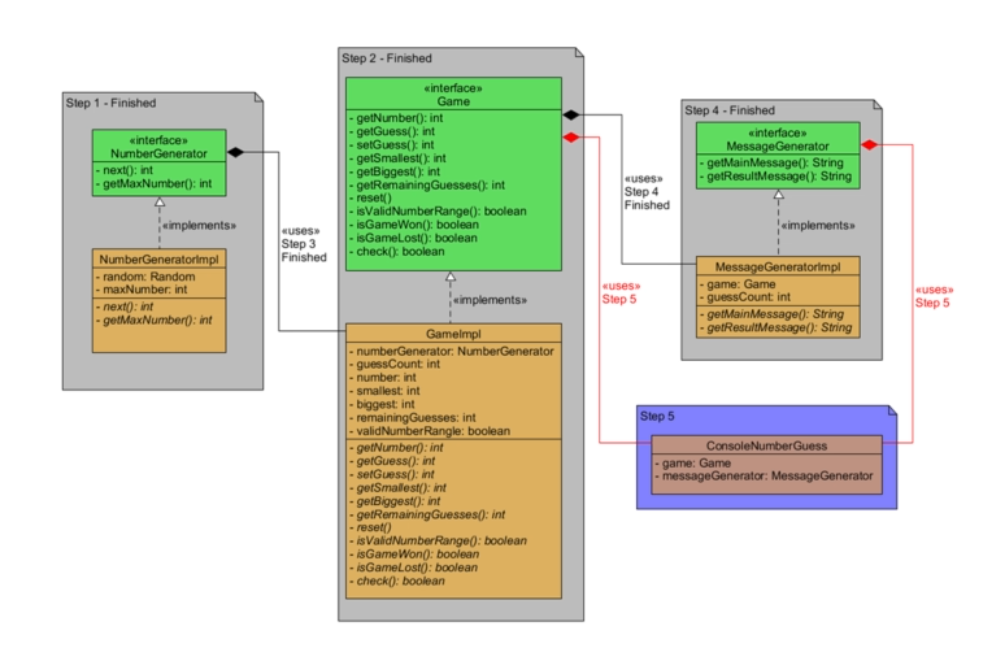 Step 1 - Finished
«interface»
NumberGenerator
- next(): int
- getMaxNumber(): int
«implements»
NumberGeneratorImpl
- random: Random
- maxNumber: int
- next(): int
- getMaxNumber(): int
«uses»
Step 3
Finished
Step 2 - Finished
«interface»
Game
- getNumber(): int
- getGuess(): int
- setGuess(): int
- getSmallest(): int
- getBiggest(): int
- getRemainingGuesses(): int
- reset()
- isValidNumberRange(): boolean
- isGameWon(): boolean
- isGameLost(): boolean
- check(): boolean
«implements»
GameImpl
- numberGenerator: NumberGenerator
- guessCount: int
- number: int
- smallest: int
- biggest: int
- remainingGuesses: int
- validNumberRangle: boolean
- getNumber(): int
- getGuess(): int
- setGuess(): int
- getSmallest(): int
- getBiggest(): int
- getRemainingGuesses(): int
- reset()
- isValidNumberRange(): boolean
- isGameWon(): boolean
- isGameLost(): boolean
- check(): boolean
«uses»
Step 4
Finished
«uses»
Step 5
Step 4 - Finished
«interface»
MessageGenerator
- getMainMessage(): String
- getResultMessage(): String
«implements»
MessageGeneratorImpl
- game: Game
- guessCount: int
- getMainMessage(): String
- getResultMessage(): String
«uses»
Step 5
Step 5
ConsoleNumberGuess
- game: Game
- messageGenerator: MessageGenerator